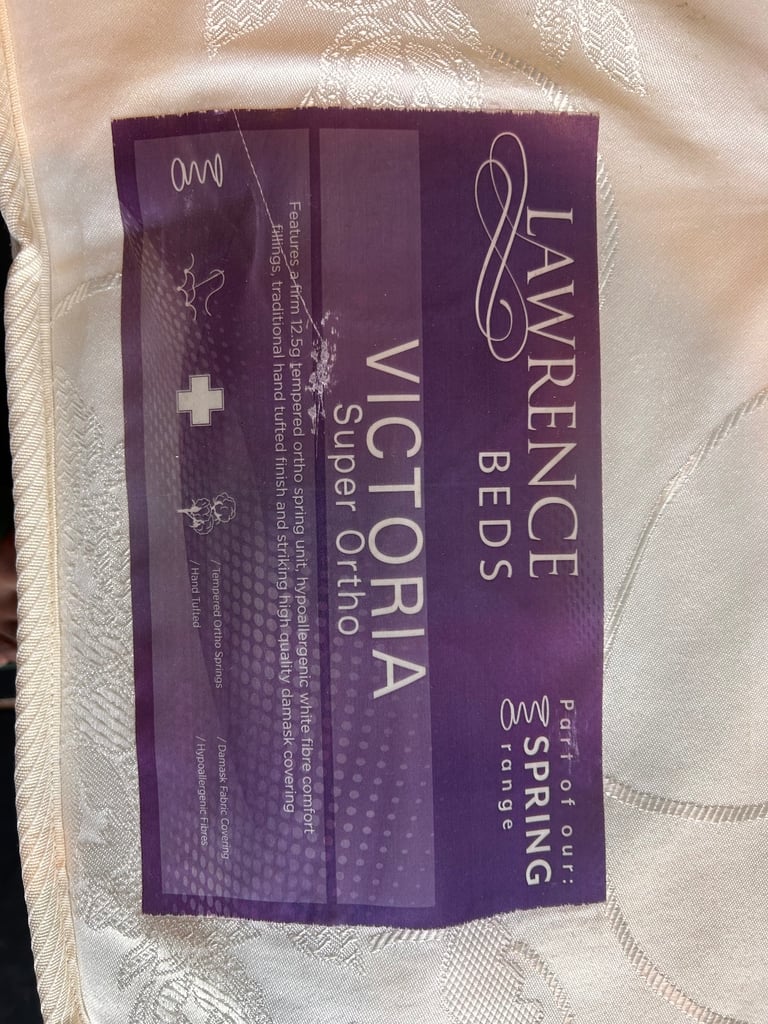 LAWRENCE
BEDS
Part of our:
SPRING
range
VICTORIA
Super Ortho
Features a firm 12.5g tempered ortho spring unit, hypoallergenic white fibre comfort
fillings, traditional hand tufted finish and striking high quality damask covering
/ Tempered Ortho Springs
/ Hand Tufted
/ Damask Fabric Covering
/ Hypoallergenic Fibres